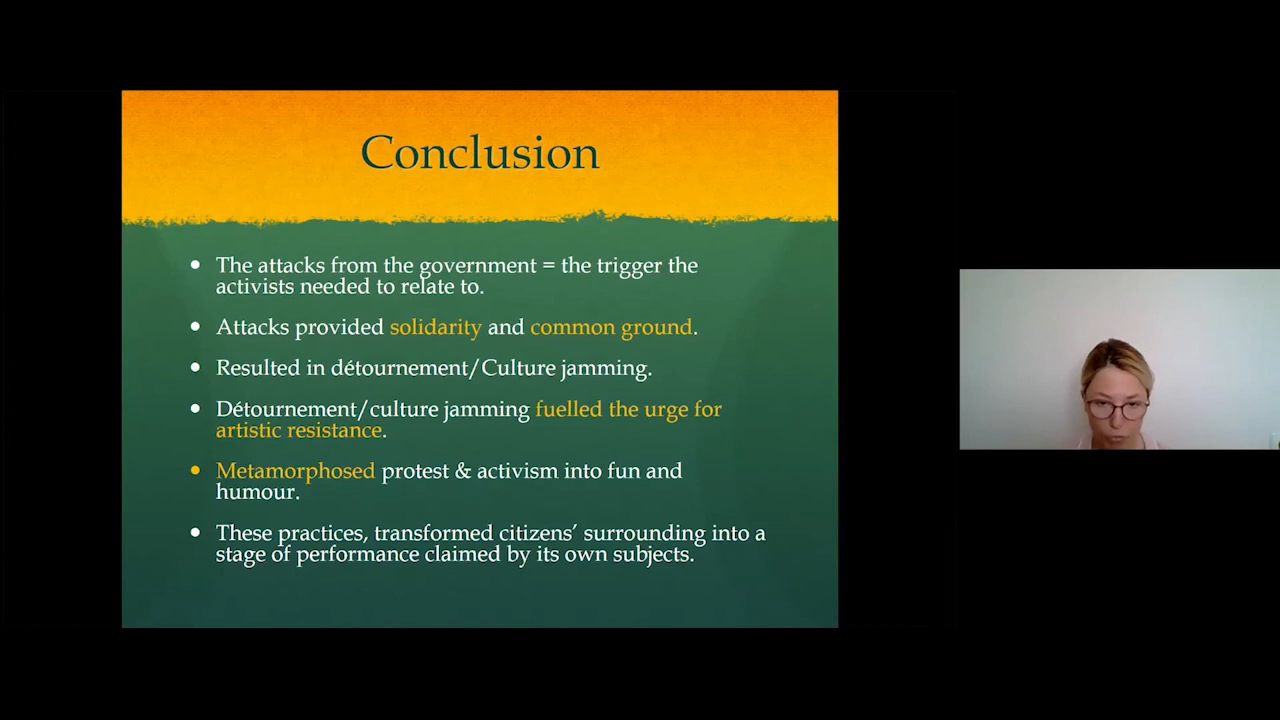 Conclusion
• The attacks from the government = the trigger the
activists needed to relate to.
• Attacks provided solidarity and common ground.
• Resulted in détournement/Culture jamming.
• Détournement/culture jamming fuelled the urge for
artistic resistance.
• Metamorphosed protest & activism into fun and
humour.
• These practices, transformed citizens’ surrounding into a
stage of performance claimed by its own subjects.